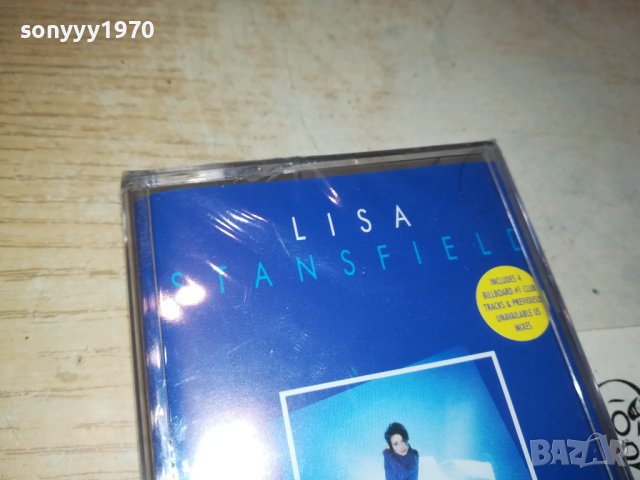 sonyyy1970
LISA
STANSFIELD
INCLUDES 4
BILLBOARD #1 CLUB
TRACKS & PREVIOUSLY
UNAVAILABLE US
MIXES
BAZAR